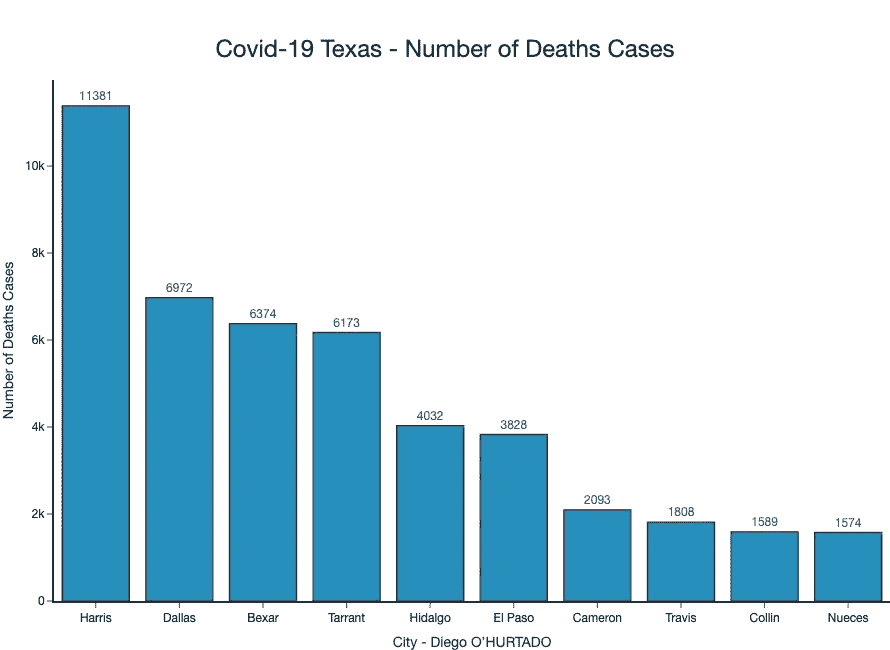 Covid-19 Texas - Number of Deaths Cases
Number of Deaths Cases
10k
8k
6k
4k
2k
0
11381
6972
6374
6173
4032
3828
2093
1808
1589
1574
Harris
Dallas
Bexar
Tarrant
Hidalgo
El Paso
Cameron
Travis
Collin
Nueces
City - Diego O'HURTADO